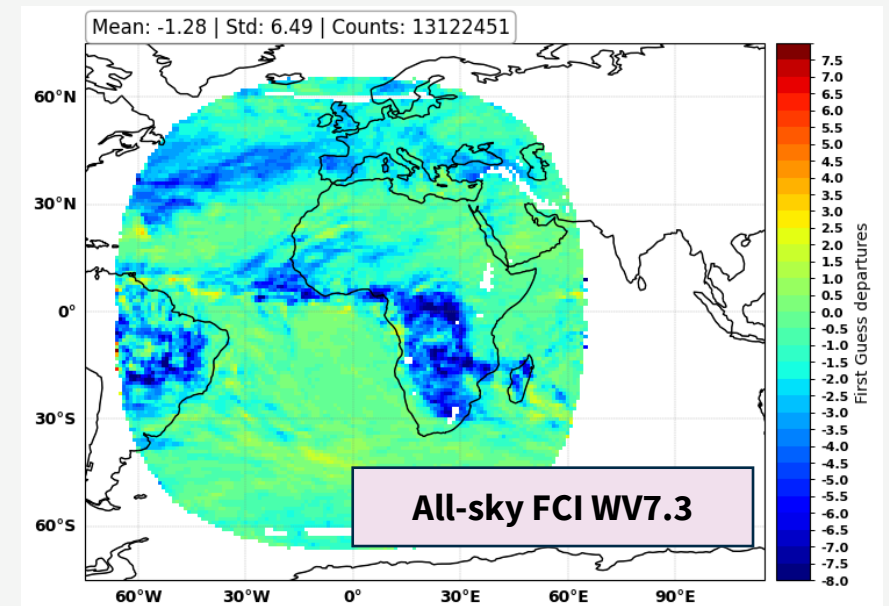 Mean: -1.28 | Std: 6.49 | Counts: 13122451
60°N
30°N
0°
30°S
60°S
60°W
30°W
0°
30°E
60°E
90°E
All-sky FCI WV7.3
7.5
7.0
6.5
6.0
5.5
5.0
4.5
4.0
3.5
3.0
2.5
2.0
1.5
1.0
0.5
0.0
-0.5
-1.0
-1.5
-2.0
-2.5
-3.0
-3.5
-4.0
-4.5
-5.0
-5.5
-6.0
-6.5
-7.0
-7.5
-8.0
First Guess departures